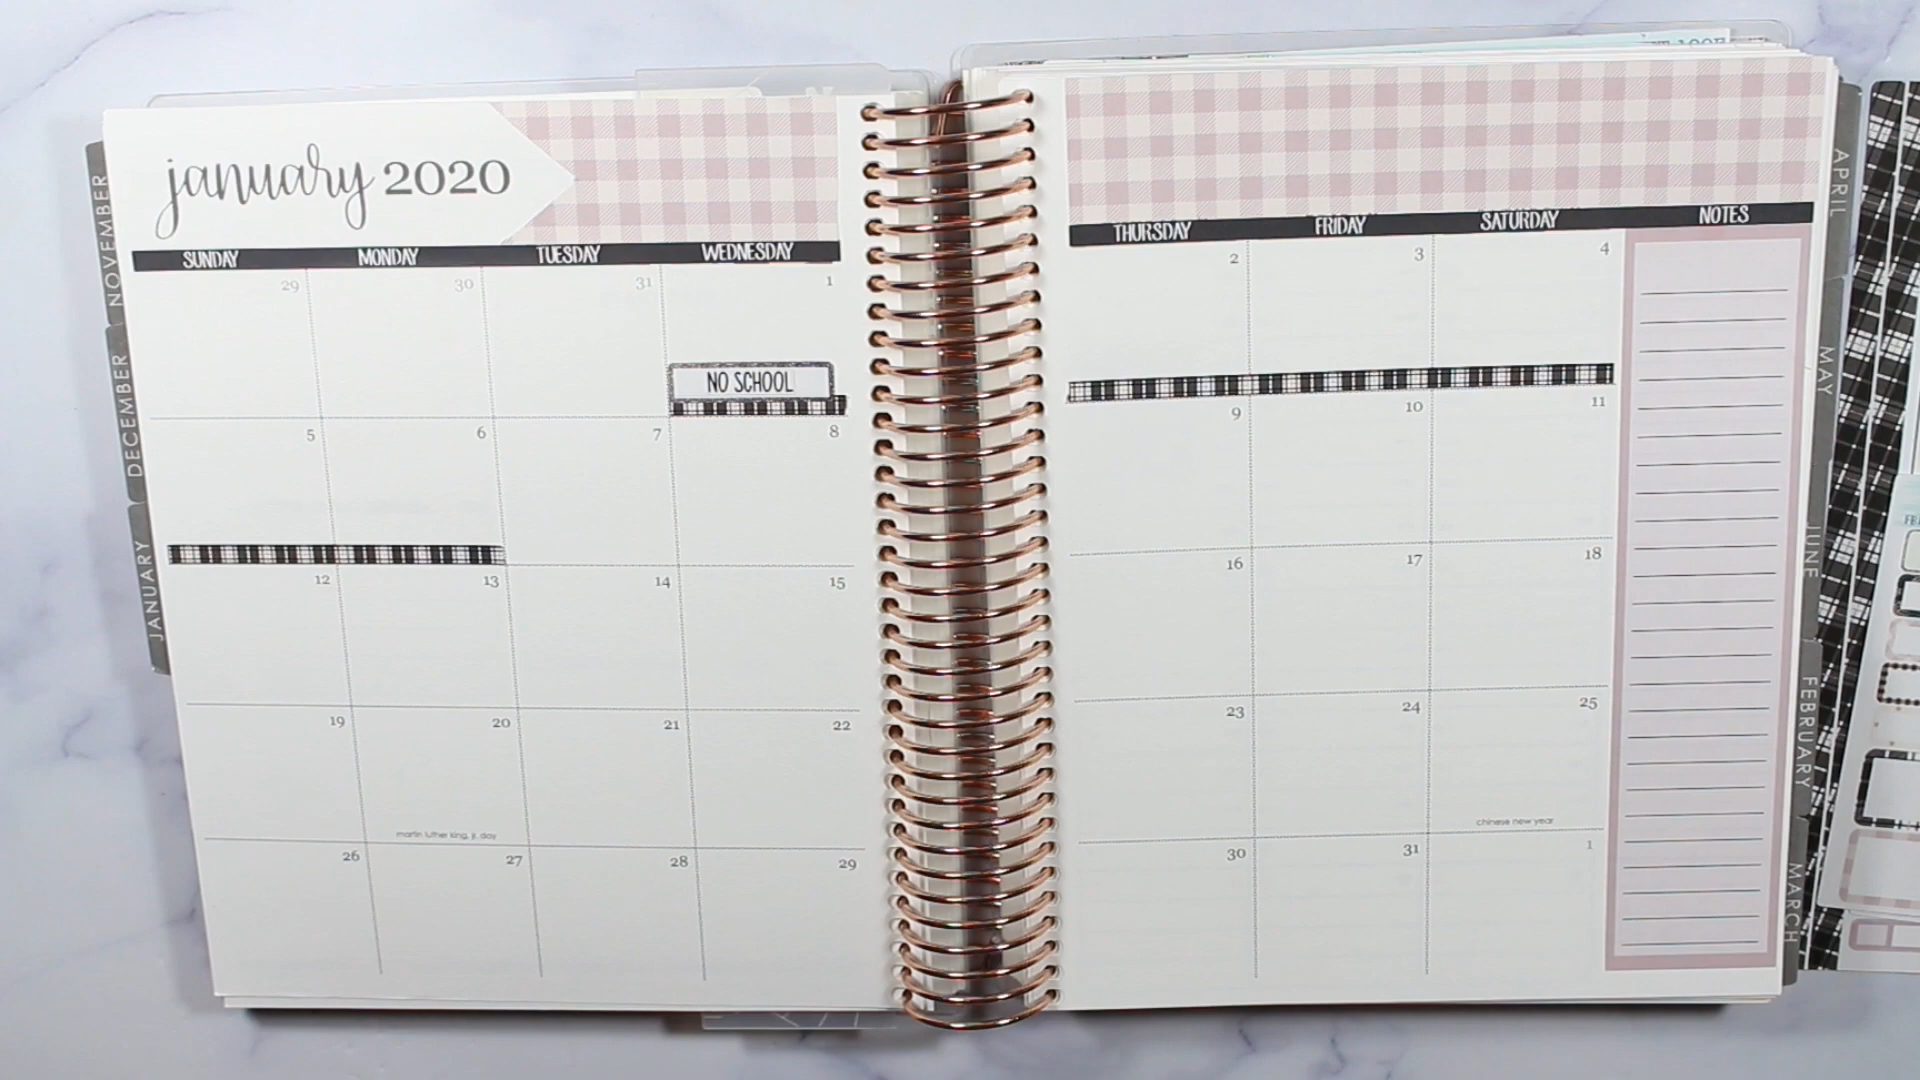 january 2020
SUNDAY MONDAY TUESDAY WEDNESDAY THURSDAY FRIDAY SATURDAY NOTES
29 30 31 1 2 3 4
NO SCHOOL
5 6 7 8 9 10 11
12 13 14 15 16 17 18
19 20 21 22 23 24 25
martin luther king, jr. day
chinese new year
26 27 28 29 30 31 1
NOVEMBER
DECEMBER
JANUARY
APRIL
MAY
JUNE
FEBRUARY
MARCH